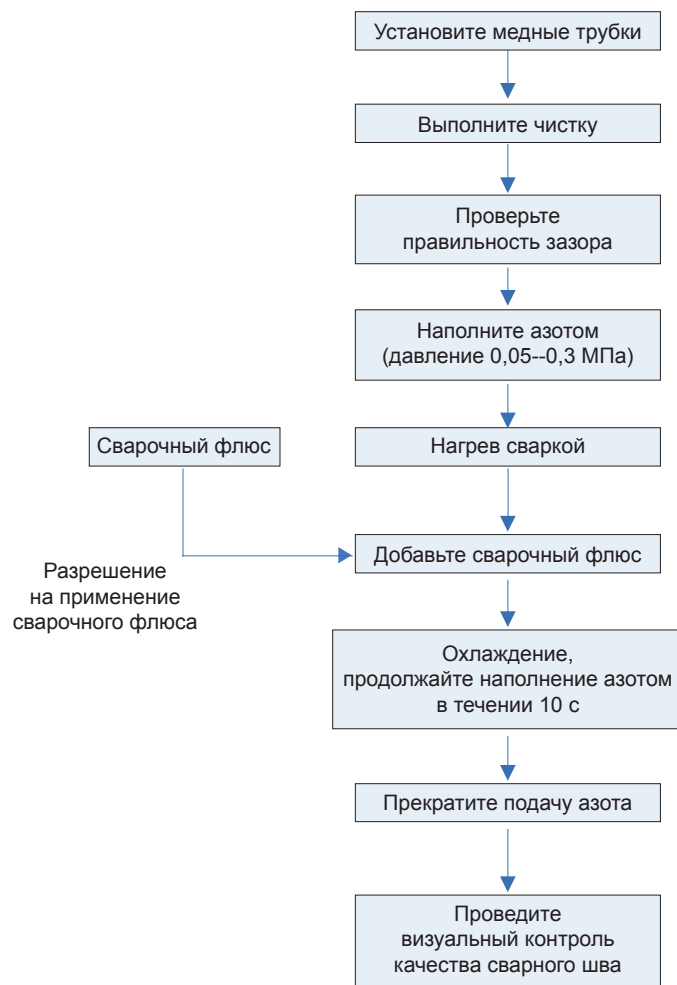 Установите медные трубки
Выполните чистку
Проверьте
правильность зазора
Наполните азотом
(давление 0,05--0,3 МПа)
Сварочный флюс
Нагрев сваркой
Добавьте сварочный флюс
Разрешение
на применение
сварочного флюса
Охлаждение,
продолжайте наполнение азотом
в течении 10 с
Прекратите подачу азота
Проведите
визуальный контроль
качества сварного шва